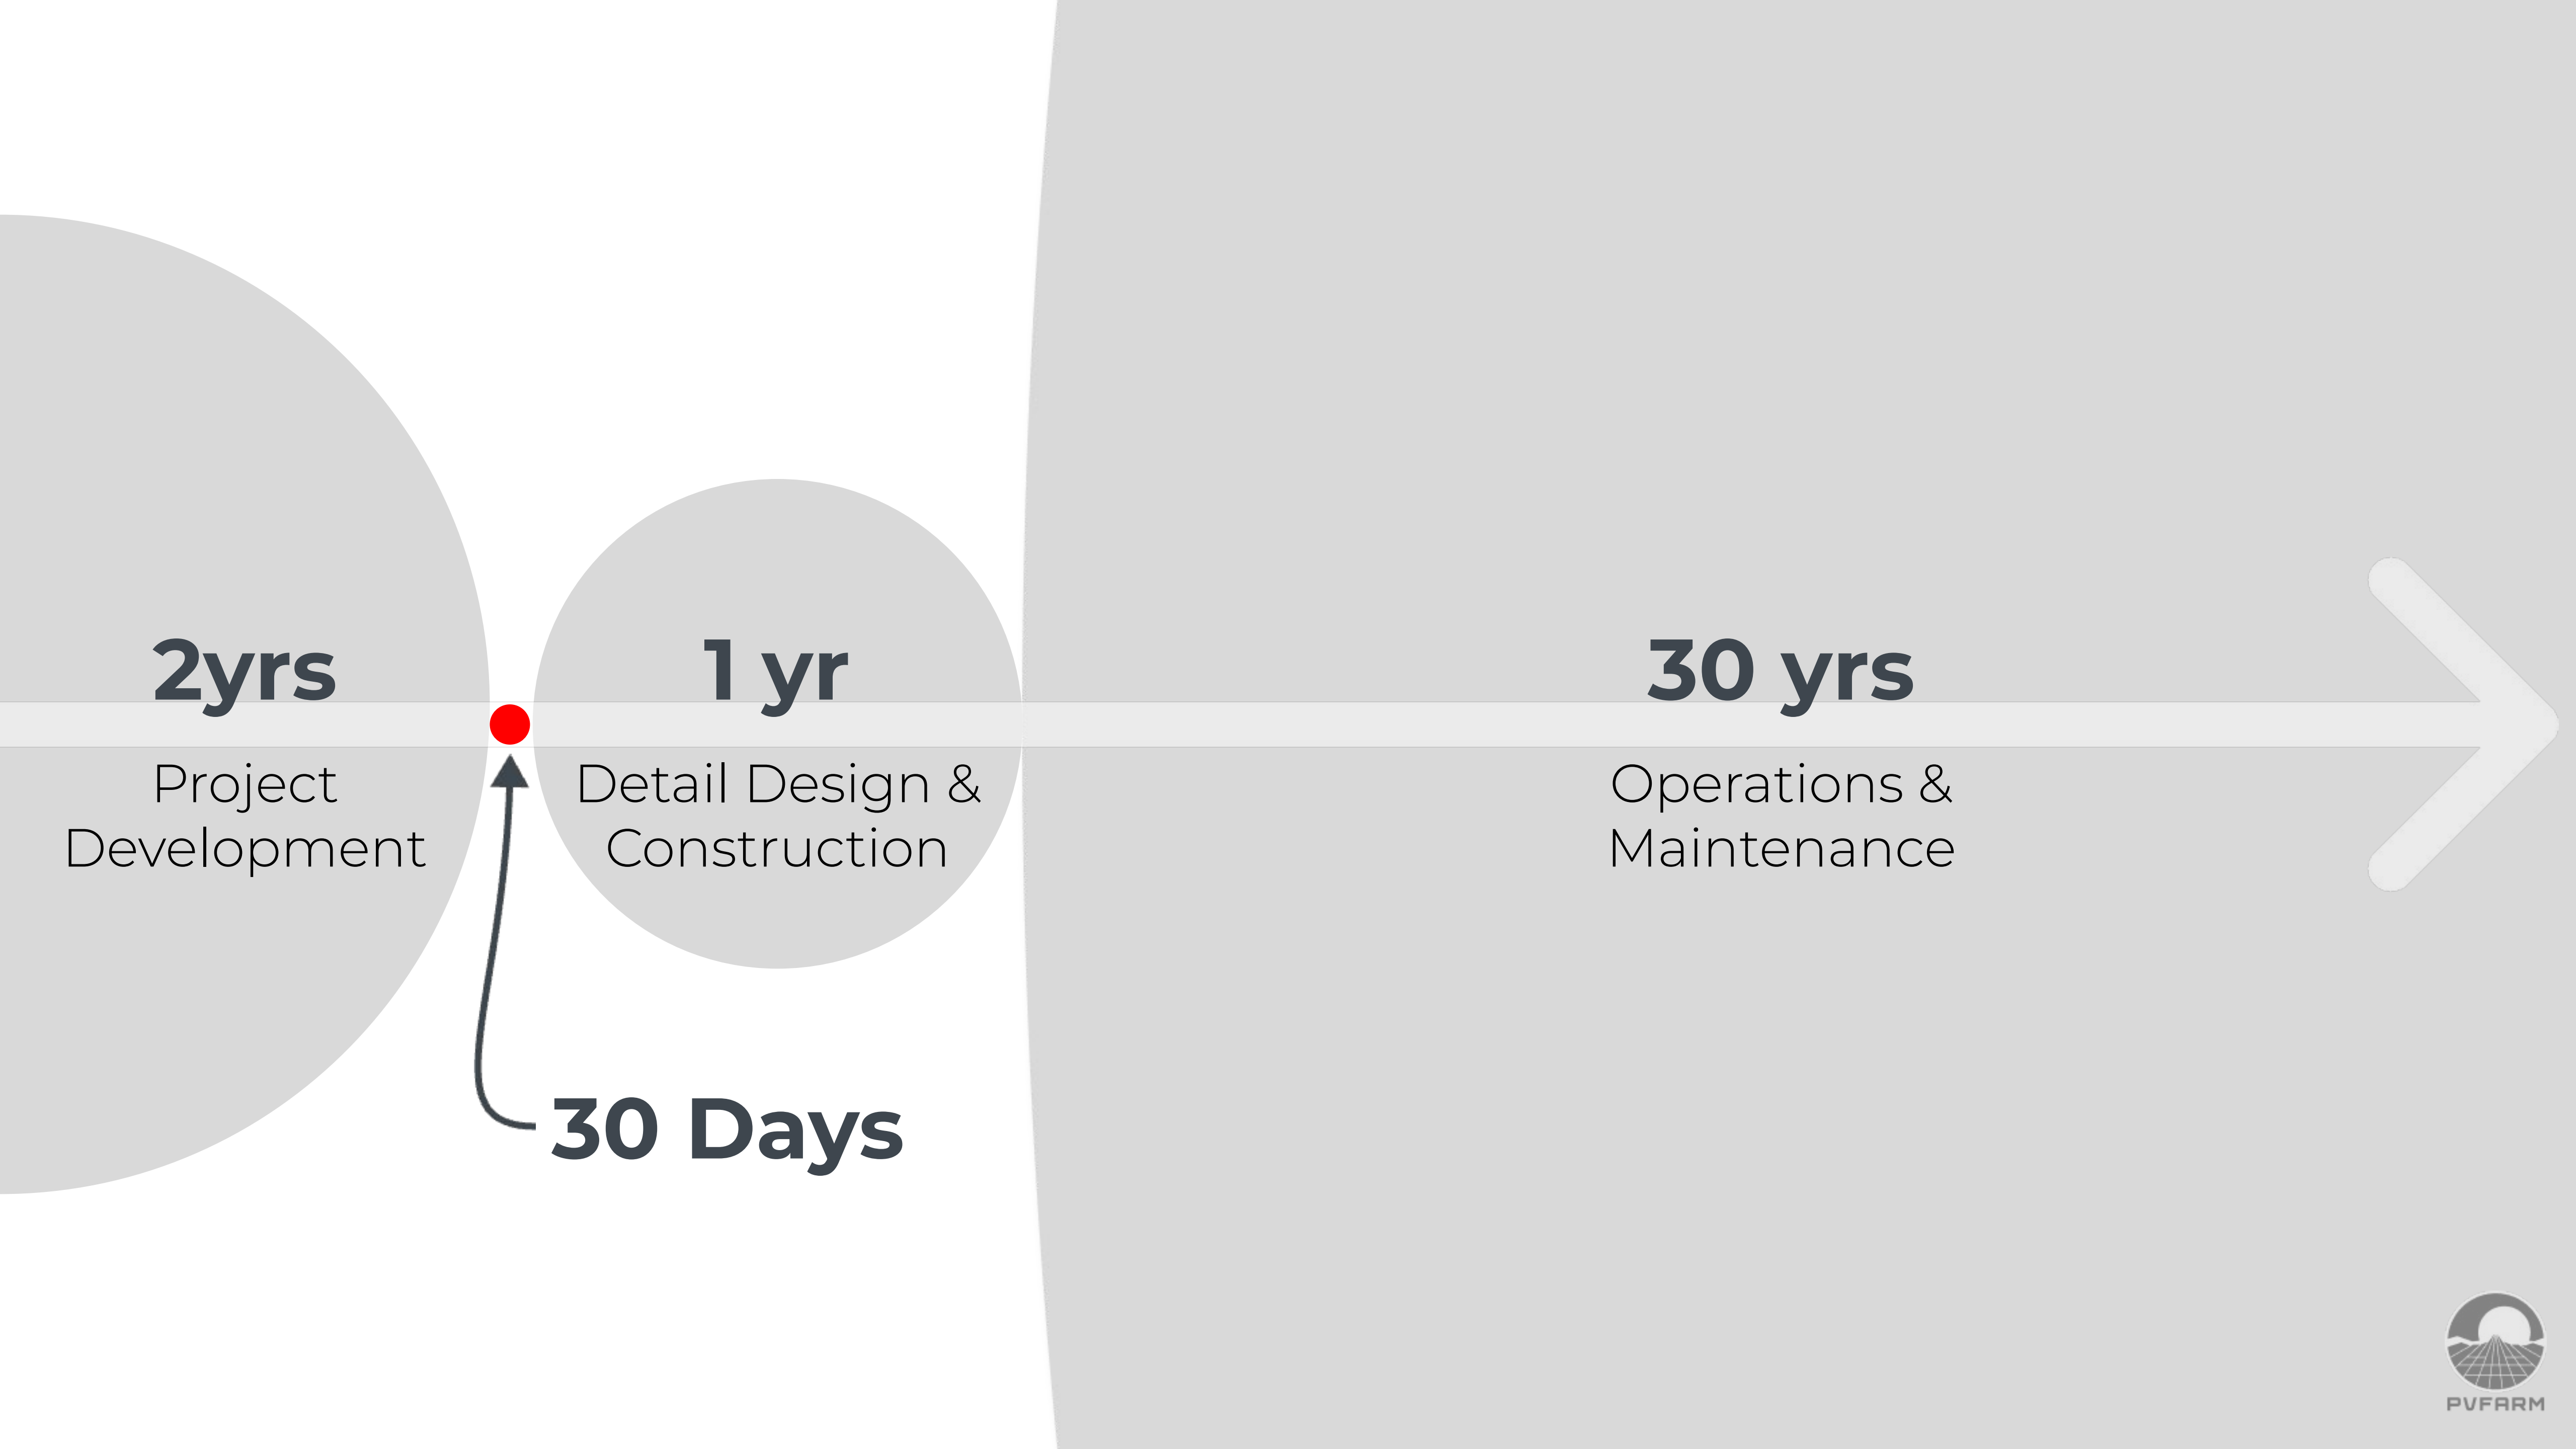 2yrs
Project
Development
1 yr
Detail Design &
Construction
30 yrs
Operations &
Maintenance
30 Days
PVFARM